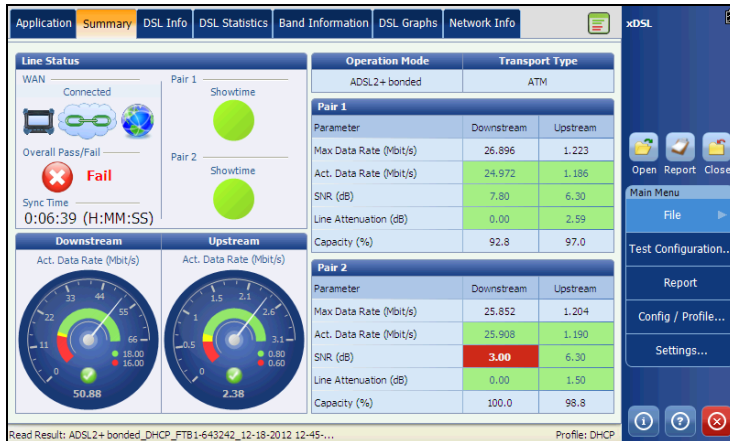 Application Summary DSL Info DSL Statistics Band Information DSL Graphs Network Info
xDSL
Line Status
WAN
Connected
Pair 1
Showtime
Overall Pass/Fail
Fail
Pair 2
Showtime
Sync Time
0:06:39 (H:MM:SS)
Operation Mode Transport Type
ADSL2+ bonded ATM
Pair 1
Parameter Downstream Upstream
Max Data Rate (Mbit/s) 26.896 1.223
Act. Data Rate (Mbit/s) 24.972 1.186
SNR (dB) 7.80 6.30
Line Attenuation (dB) 0.00 2.59
Capacity (%) 92.8 97.0
Pair 2
Parameter Downstream Upstream
Max Data Rate (Mbit/s) 25.852 1.204
Act. Data Rate (Mbit/s) 25.908 1.190
SNR (dB) 3.00 6.30
Line Attenuation (dB) 0.00 1.50
Capacity (%) 100.0 98.8
Downstream
Act. Data Rate (Mbit/s)
0 11 22 33 44 55 66
18.00
16.00
50.88
Upstream
Act. Data Rate (Mbit/s)
0 0.5 1 1.5 2.1 2.6 3.1
0.80
0.60
2.38
Open Report Close
Main Menu
File
Test Configuration...
Report
Config / Profile...
Settings...
Read Result: ADSL2+ bonded_DHCP_FTB1-643242_12-18-2012 12-45-...
Profile: DHCP